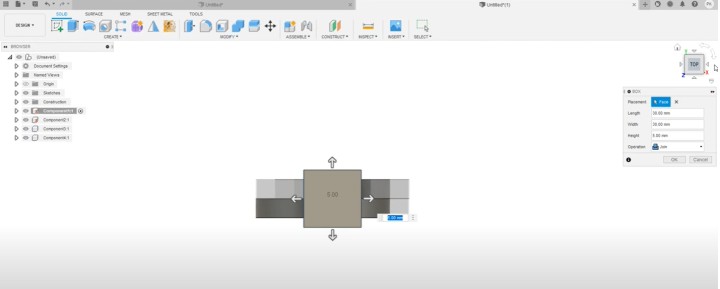 Untitled*
Untitled*(1)
SOLID SURFACE MESH SHEET METAL TOOLS
DESIGN
CREATE MODIFY ASSEMBLE CONSTRUCT INSPECT INSERT SELECT
BROWSER
(Unsaved)
Document Settings
Named Views
Origin
Sketches
Construction
Component2:1
Component3:1
Component4:1
TOP
BOX
Placement Face
Length 30.00 mm
Width 30.00 mm
Height 5.00 mm
Operation Join
OK Cancel
5.00
5.00 mm